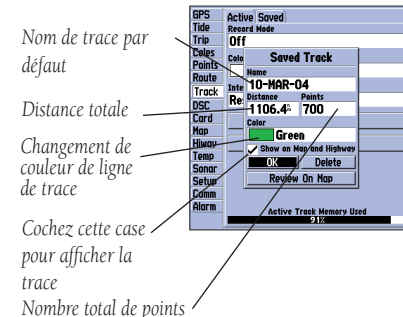 Nom de trace par
défaut
Distance totale
Changement de
couleur de ligne
de trace
Cochez cette case
pour afficher la
trace
Nombre total de points
GPS
Tide
Trip
Celes
Points
Route
Track
DSC
Card
Map
Hiway
Temp
Sonar
Setup
Comm
Alarm
Active Saved
Record Mode
Off
Colo
Inte
Re
Saved Track
Name
10-MAR-04
Distance Points
1106.4 700
Color
Green
Show on Map and Highway
OK Delete
Review On Map
Active Track Memory Used
91%